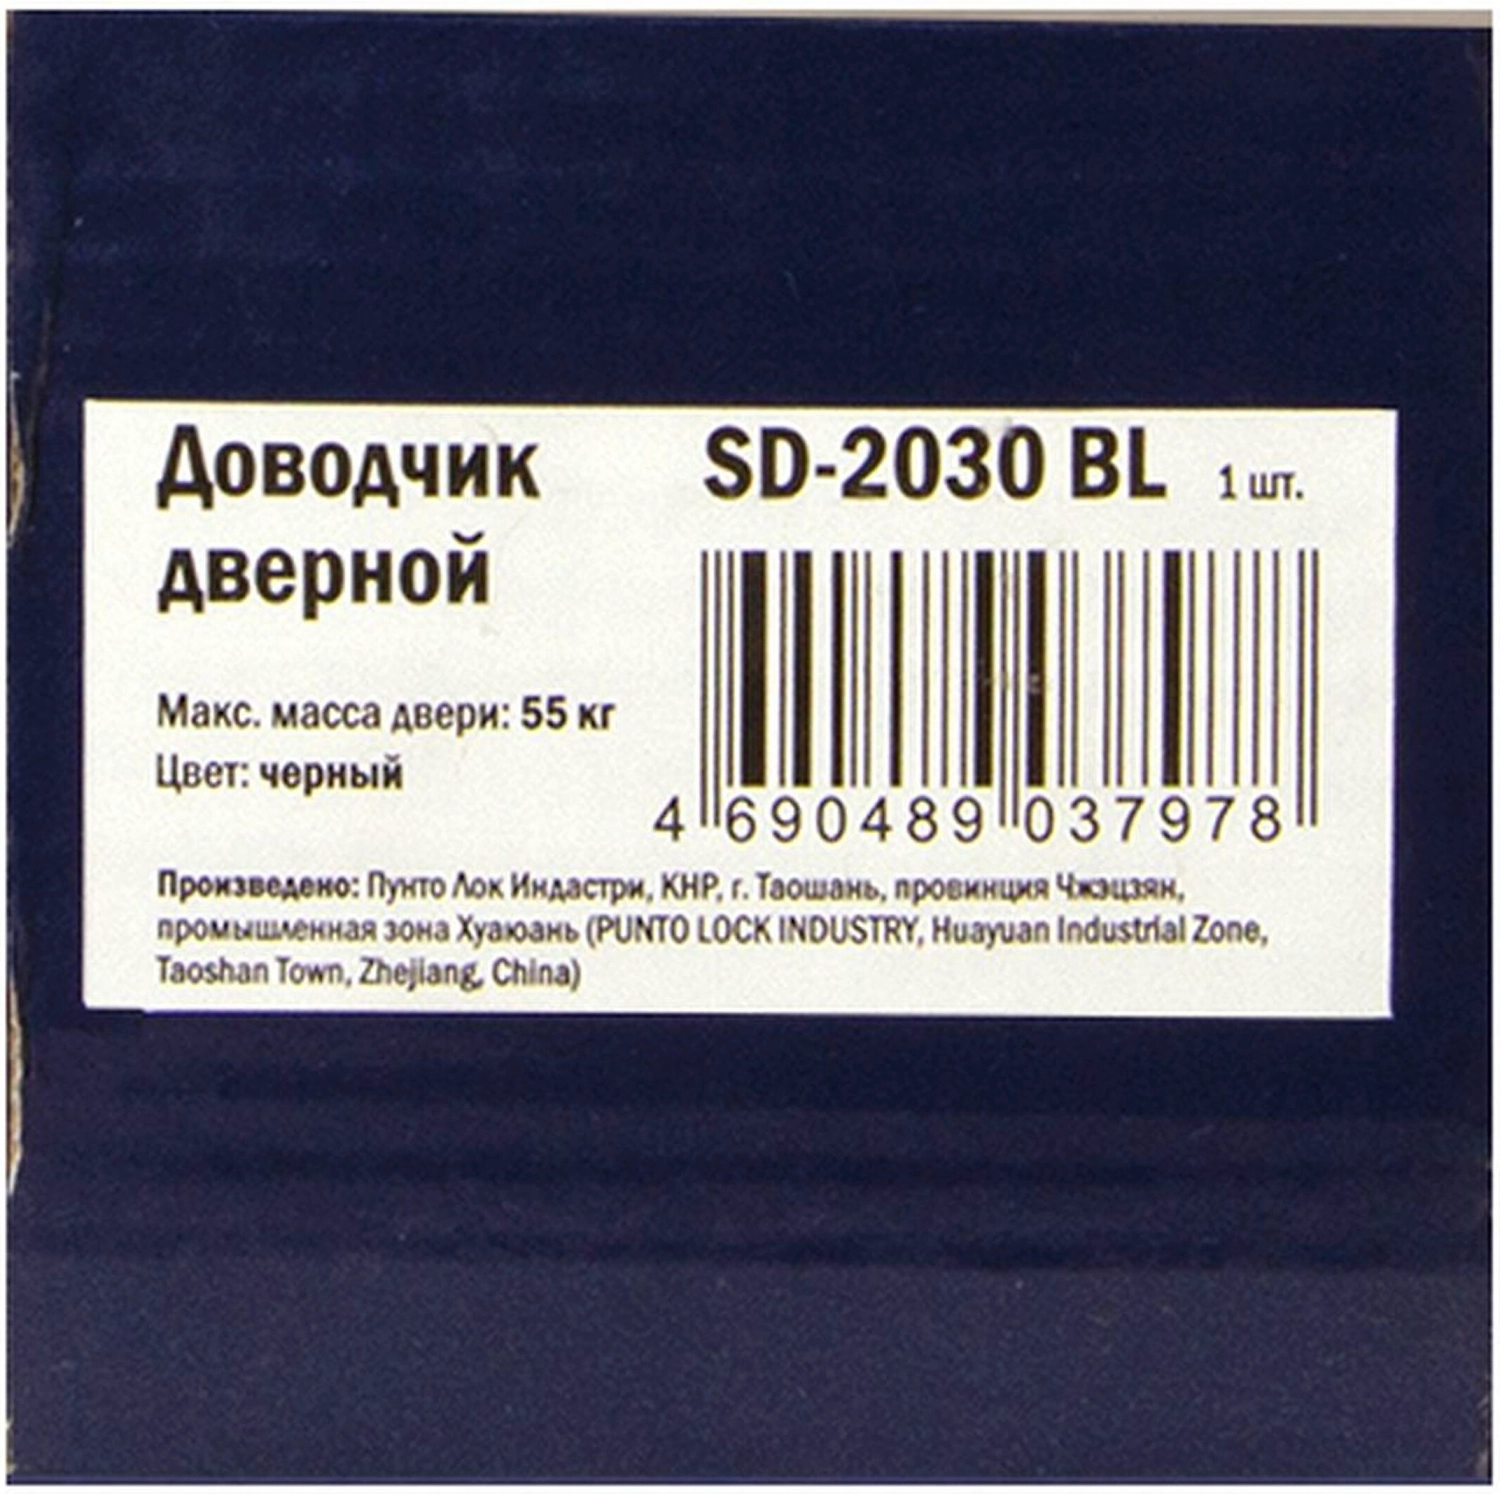 Доводчик SD-2030 BL 1 шт.
дверной
Макс. масса двери: 55 кг
Цвет: черный
4 690489 037978
Произведено: Пунто Лок Индастри, КНР, г. Таошань, провинция Чжэцзян,
промышленная зона Хуаюань (PUNTO LOCK INDUSTRY, Huayuan Industrial Zone,
Taoshan Town, Zhejiang, China)